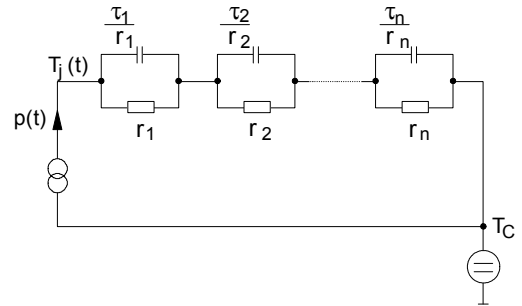 τ1 τ2 τn
r1 r2 rn
Tj(t)
r1 r2 rn
p(t)
TC